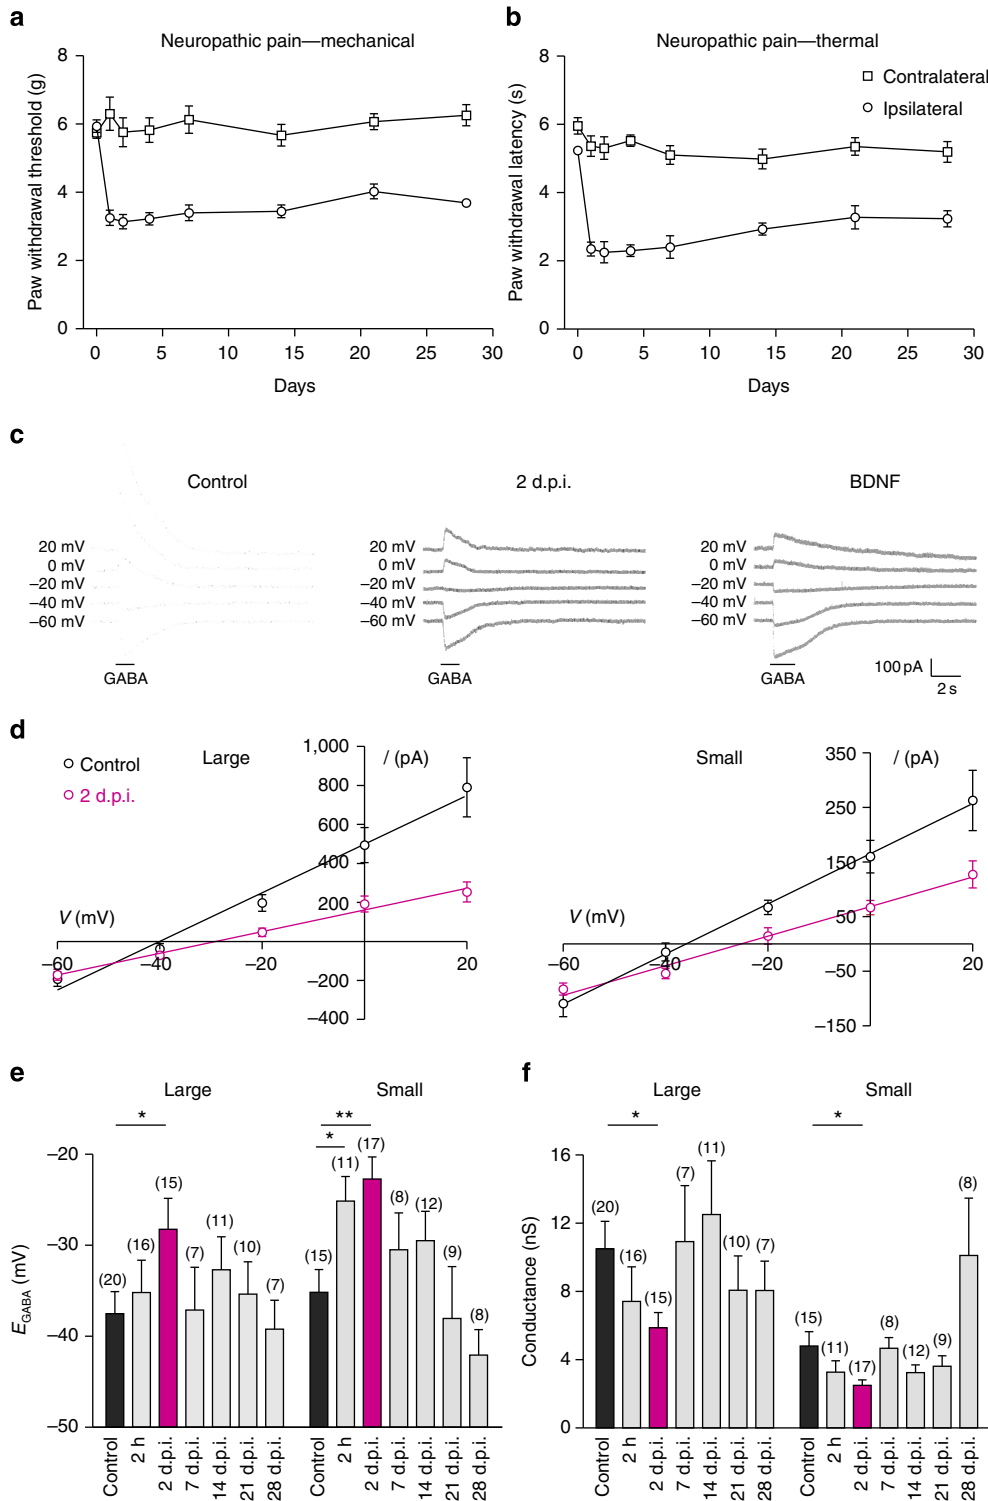 a
Neuropathic pain—mechanical
Paw withdrawal threshold (g)
8
6
4
2
0
0 5 10 15 20 25 30
Days
b
Neuropathic pain—thermal
Paw withdrawal latency (s)
8
6
4
2
0
0 5 10 15 20 25 30
Days
Contralateral
Ipsilateral
c
Control
20 mV
0 mV
–20 mV
–40 mV
–60 mV
GABA
2 d.p.i.
20 mV
0 mV
–20 mV
–40 mV
–60 mV
GABA
BDNF
20 mV
0 mV
–20 mV
–40 mV
–60 mV
GABA
100 pA
2 s
d
Control
2 d.p.i.
Large
I (pA)
1,000
800
600
400
200
–200
–400
V (mV)
–60 –40 –20 20
Small
I (pA)
350
250
150
50
–50
–150
V (mV)
–60 –40 –20 20
e
Large Small
* ** *
E GABA (mV)
–20
–30
–40
–50
(20) (16) (15) (7) (11) (10) (7)
(15) (11) (17) (8) (12) (9) (8)
Control 2 h 2 d.p.i. 7 d.p.i. 14 d.p.i. 21 d.p.i. 28 d.p.i.
Control 2 h 2 d.p.i. 7 d.p.i. 14 d.p.i. 21 d.p.i. 28 d.p.i.
f
Large Small
* *
Conductance (nS)
16
12
8
4
0
(20) (16) (15) (7) (11) (10) (7)
(15) (11) (17) (8) (12) (9) (8)
Control 2 h 2 d.p.i. 7 d.p.i. 14 d.p.i. 21 d.p.i. 28 d.p.i.
Control 2 h 2 d.p.i. 7 d.p.i. 14 d.p.i. 21 d.p.i. 28 d.p.i.